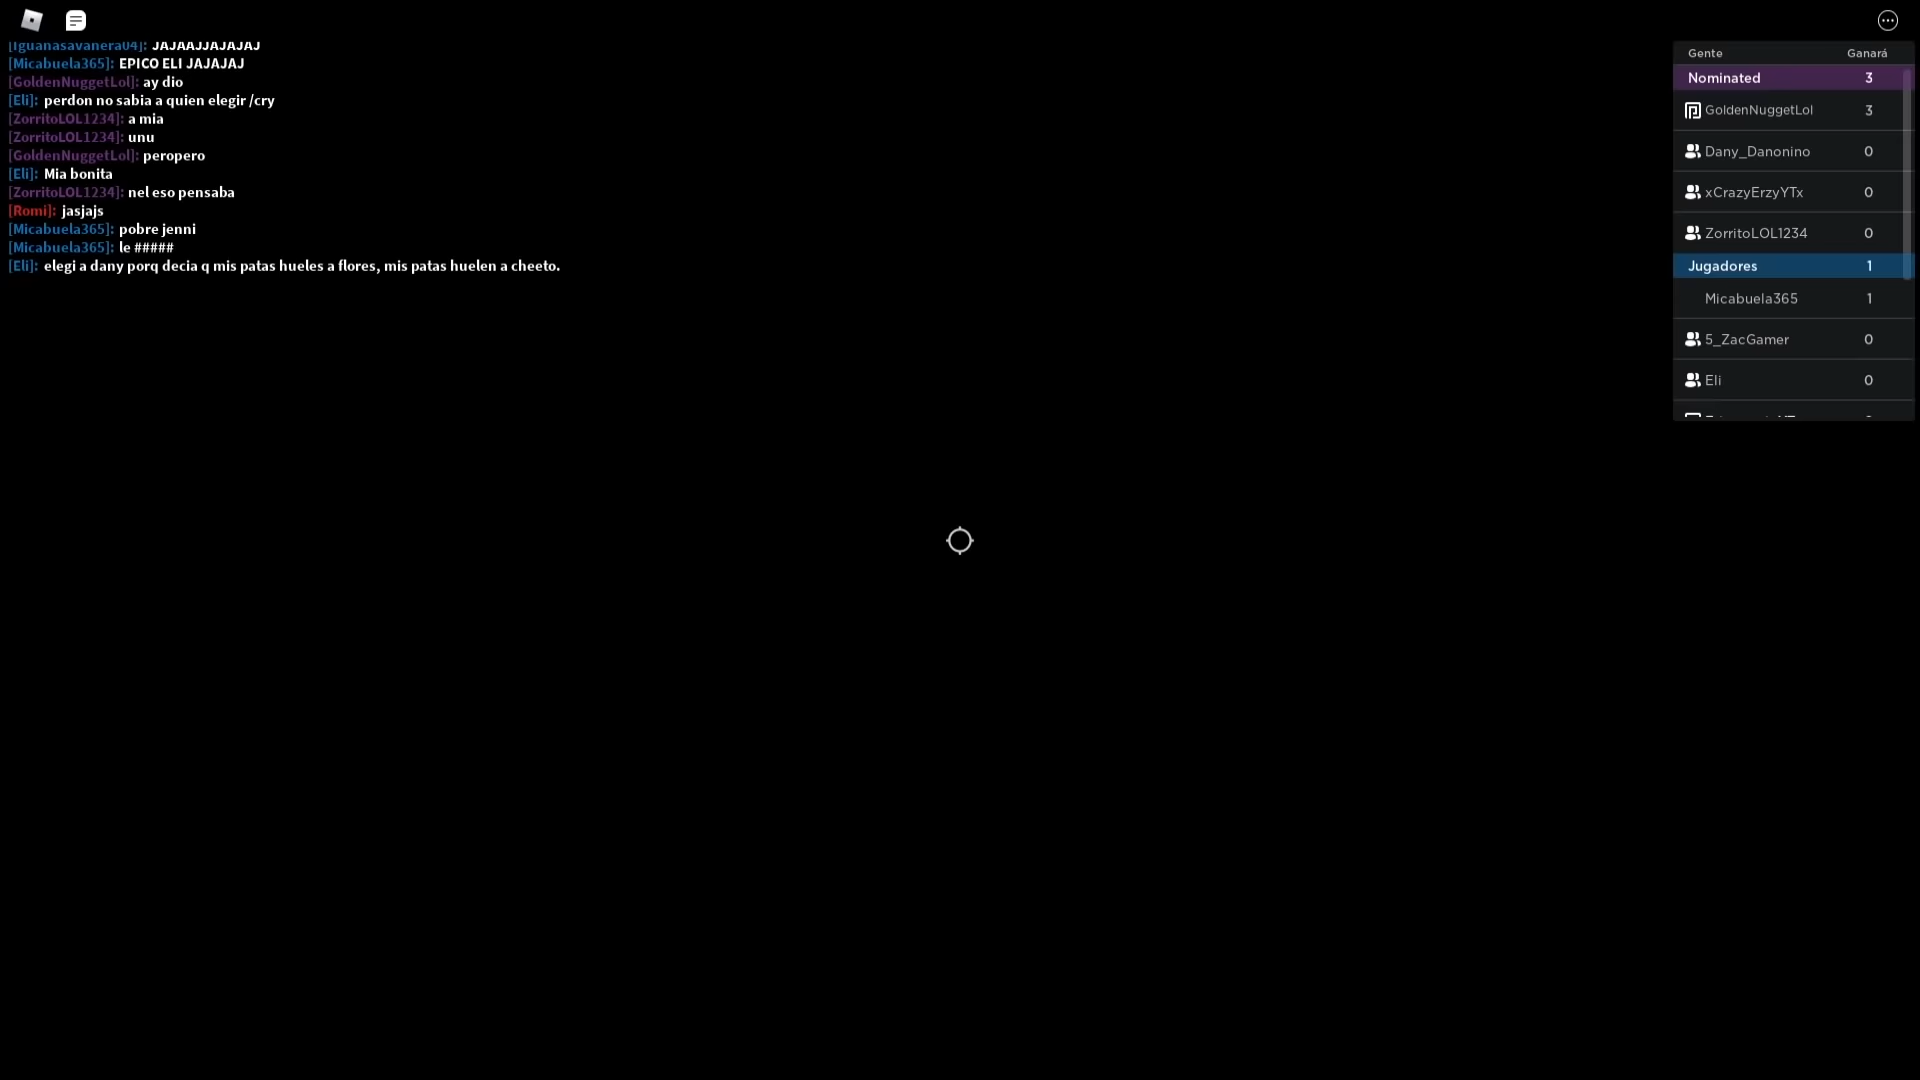 [Iguanasavanera04]: JAJAAJJAJAJAJ
[Micabuela365]: EPICO ELI JAJAJAJ
[GoldenNuggetLol]: ay dio
[Eli]: perdon no sabia a quien elegir /cry
[ZorritoLOL1234]: a mia
[ZorritoLOL1234]: unu
[GoldenNuggetLol]: peropero
[Eli]: Mia bonita
[ZorritoLOL1234]: nel eso pensaba
[Romi]: jasjajs
[Micabuela365]: pobre jenni
[Micabuela365]: le #####
[Eli]: elegi a dany porq decia q mis patas hueles a flores, mis patas huelen a cheeto.
Gente Ganará
Nominated 3
GoldenNuggetLol 3
Dany_Danonino 0
xCrazyErzyYTx 0
ZorritoLOL1234 0
Jugadores 1
Micabuela365 1
5_ZacGamer 0
Eli 0